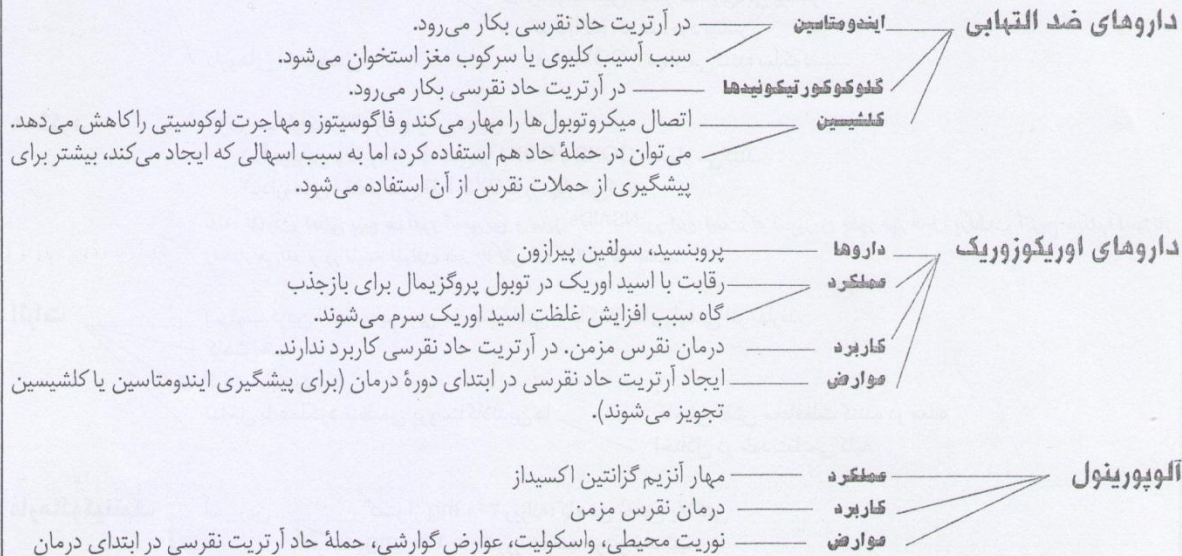 داروهای ضد التهابی ایندومتاسین در آرتریت حاد نقرسی بکار می‌رود.
سبب آسیب کلیوی یا سرکوب مغز استخوان می‌شود.
گلوکوکورتیکوئیدها در آرتریت حاد نقرسی بکار می‌رود.
کلشیسین اتصال میکروتوبول‌ها را مهار می‌کند و فاگوسیتوز و مهاجرت لوکوسیتی را کاهش می‌دهد.
می‌توان در حملهٔ حاد هم استفاده کرد، اما به سبب اسهالی که ایجاد می‌کند، بیشتر برای
پیشگیری از حملات نقرس از آن استفاده می‌شود.
داروهای اوریکوزوریک داروها پروبنسید، سولفین پیرازون
عملکرد رقابت با اسید اوریک در توبول پروگزیمال برای بازجذب
گاه سبب افزایش غلظت اسید اوریک سرم می‌شوند.
کاربرد درمان نقرس مزمن. در آرتریت حاد نقرسی کاربرد ندارند.
عوارض ایجاد آرتریت حاد نقرسی در ابتدای دورهٔ درمان (برای پیشگیری ایندومتاسین یا کلشیسین
تجویز می‌شوند).
آلوپورینول عملکرد مهار آنزیم گزانتین اکسیداز
کاربرد درمان نقرس مزمن
عوارض نوریت محیطی، واسکولیت، عوارض گوارشی، حملهٔ حاد آرتریت نقرسی در ابتدای درمان